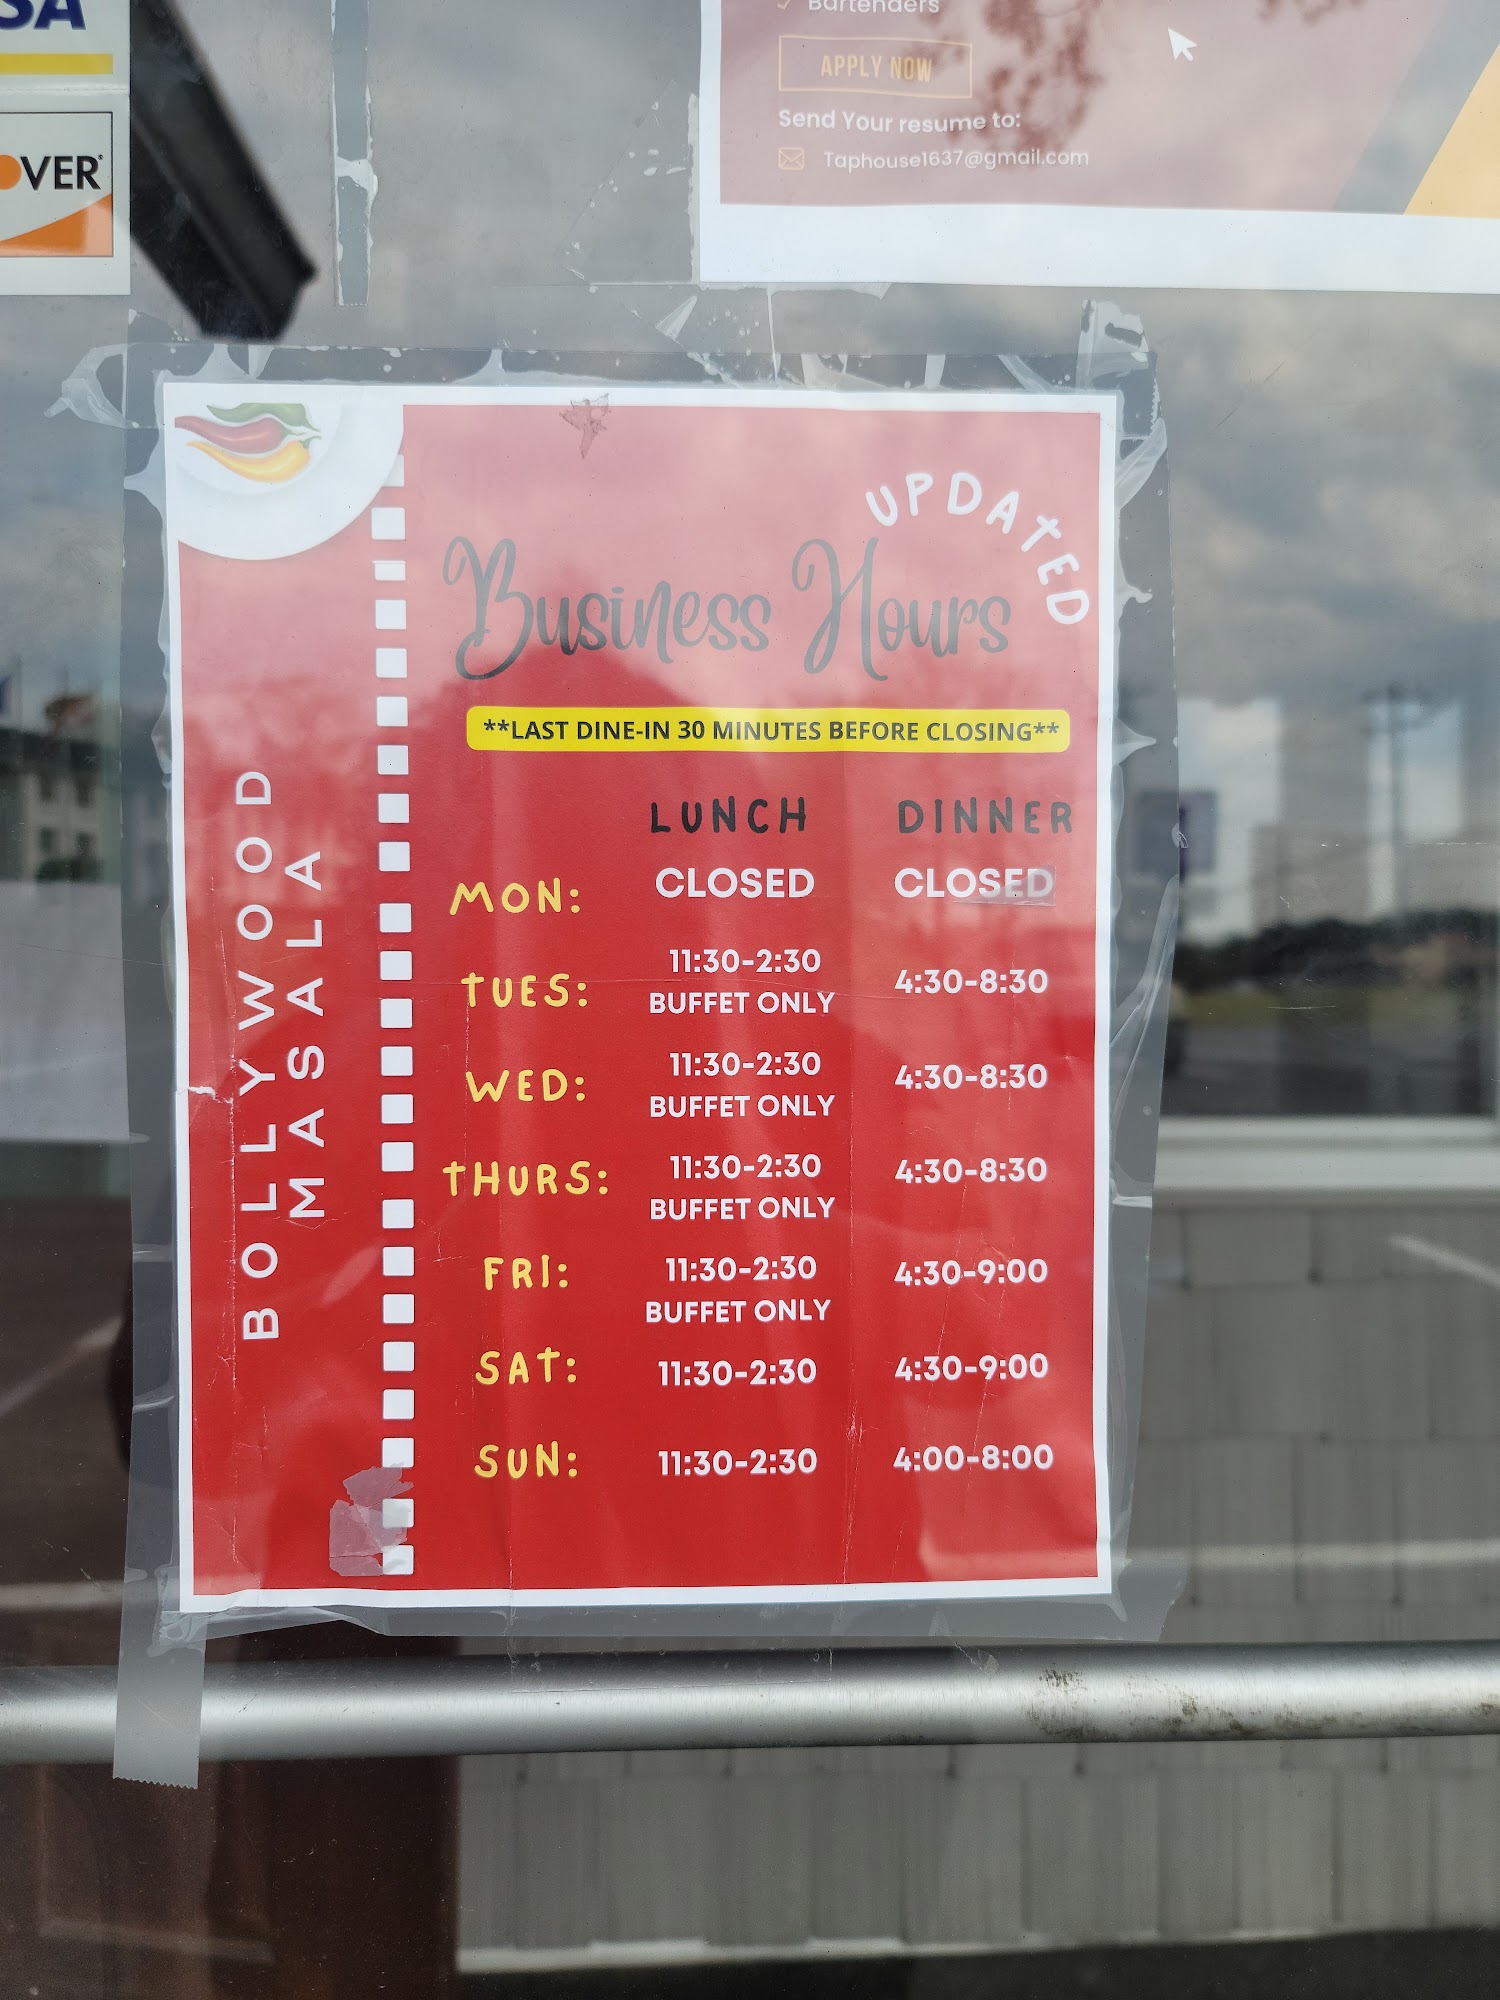 SA
OVER
Bartenders
APPLY NOW
Send Your resume to:
Taphouse1637@gmail.com
UPDATED
Business Hours
**LAST DINE-IN 30 MINUTES BEFORE CLOSING**
BOLLYWOOD
MASALA
LUNCH DINNER
MON: CLOSED CLOSED
TUES: 11:30-2:30 4:30-8:30
BUFFET ONLY
WED: 11:30-2:30 4:30-8:30
BUFFET ONLY
THURS: 11:30-2:30 4:30-8:30
BUFFET ONLY
FRI: 11:30-2:30 4:30-9:00
BUFFET ONLY
SAT: 11:30-2:30 4:30-9:00
SUN: 11:30-2:30 4:00-8:00